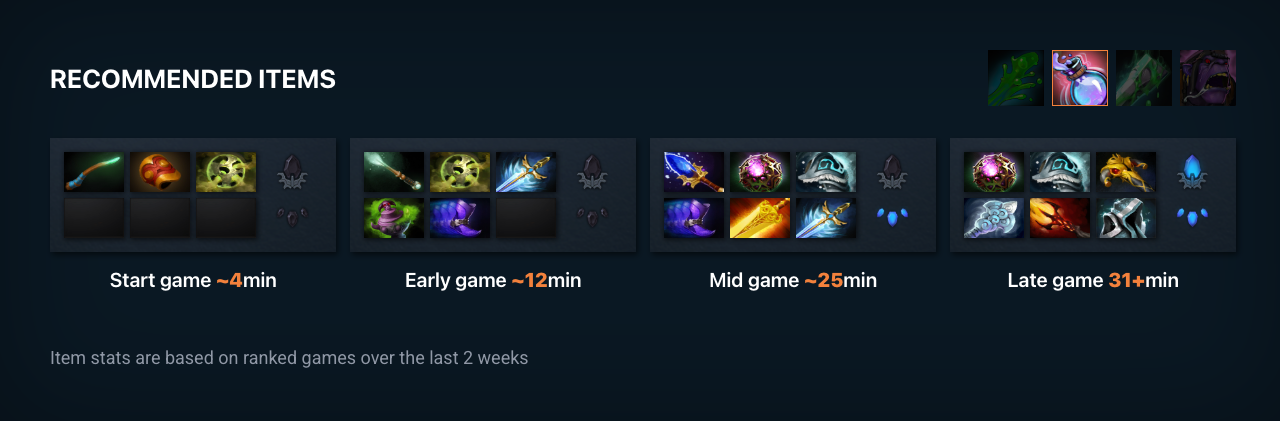 RECOMMENDED ITEMS
Start game ~4min
Early game ~12min
Mid game ~25min
Late game 31+min
Item stats are based on ranked games over the last 2 weeks